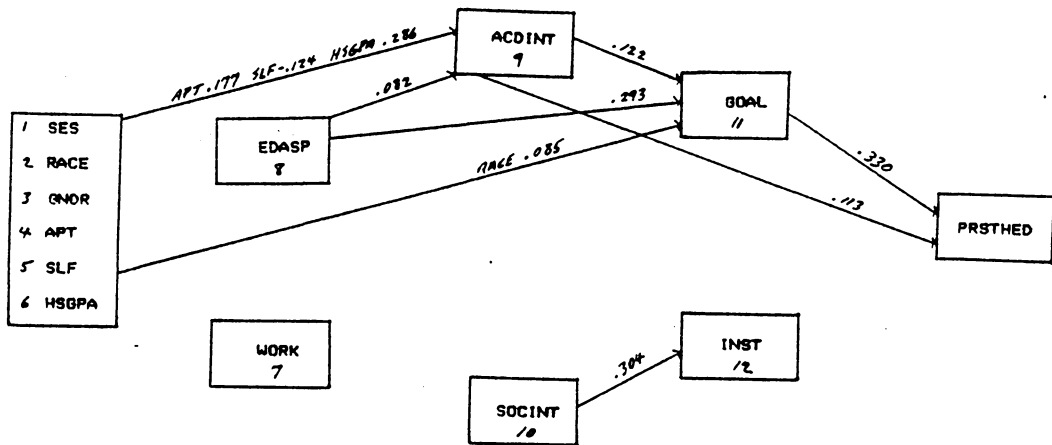 APT .177 SLF -.124 HSGPA .286
ACDINT
9
.122
.082
.293
GOAL
11
1 SES
2 RACE
3 GNDR
4 APT
5 SLF
6 HSGPA
EDASP
8
RACE .085
.330
.113
PRSTHED
WORK
7
INST
12
.304
SOCINT
10